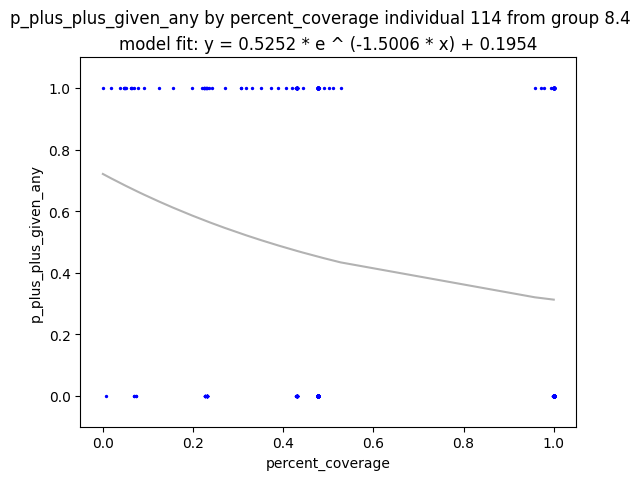 p_plus_plus_given_any by percent_coverage individual 114 from group 8.4
model fit: y = 0.5252 * e ^ (-1.5006 * x) + 0.1954
p_plus_plus_given_any
1.0
0.8
0.6
0.4
0.2
0.0
0.0 0.2 0.4 0.6 0.8 1.0
percent_coverage